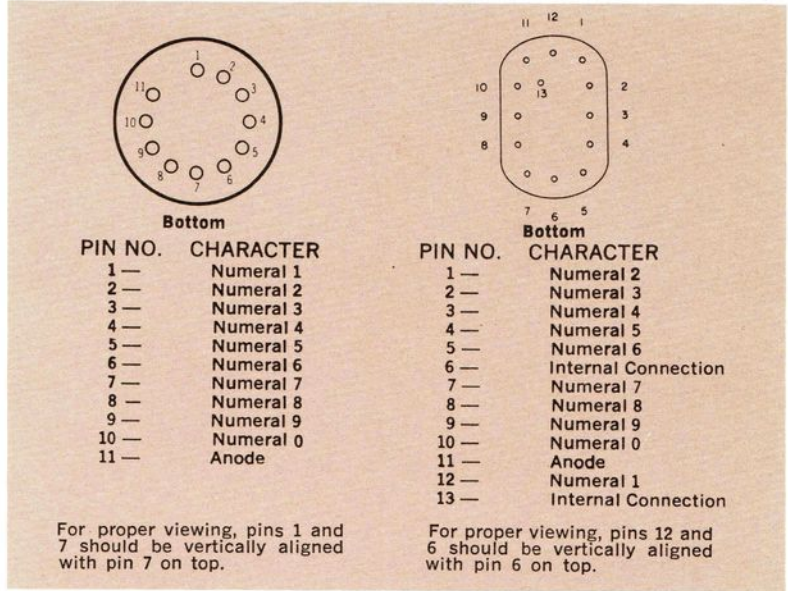 1
2
3
4
5
6
7
8
9
10
11
Bottom
PIN NO. CHARACTER
1 — Numeral 1
2 — Numeral 2
3 — Numeral 3
4 — Numeral 4
5 — Numeral 5
6 — Numeral 6
7 — Numeral 7
8 — Numeral 8
9 — Numeral 9
10 — Numeral 0
11 — Anode
For proper viewing, pins 1 and
7 should be vertically aligned
with pin 7 on top.
11 12 1
10 13 2
9 3
8 4
7 6 5
Bottom
PIN NO. CHARACTER
1 — Numeral 2
2 — Numeral 3
3 — Numeral 4
4 — Numeral 5
5 — Numeral 6
6 — Internal Connection
7 — Numeral 7
8 — Numeral 8
9 — Numeral 9
10 — Numeral 0
11 — Anode
12 — Numeral 1
13 — Internal Connection
For proper viewing, pins 12 and
6 should be vertically aligned
with pin 6 on top.